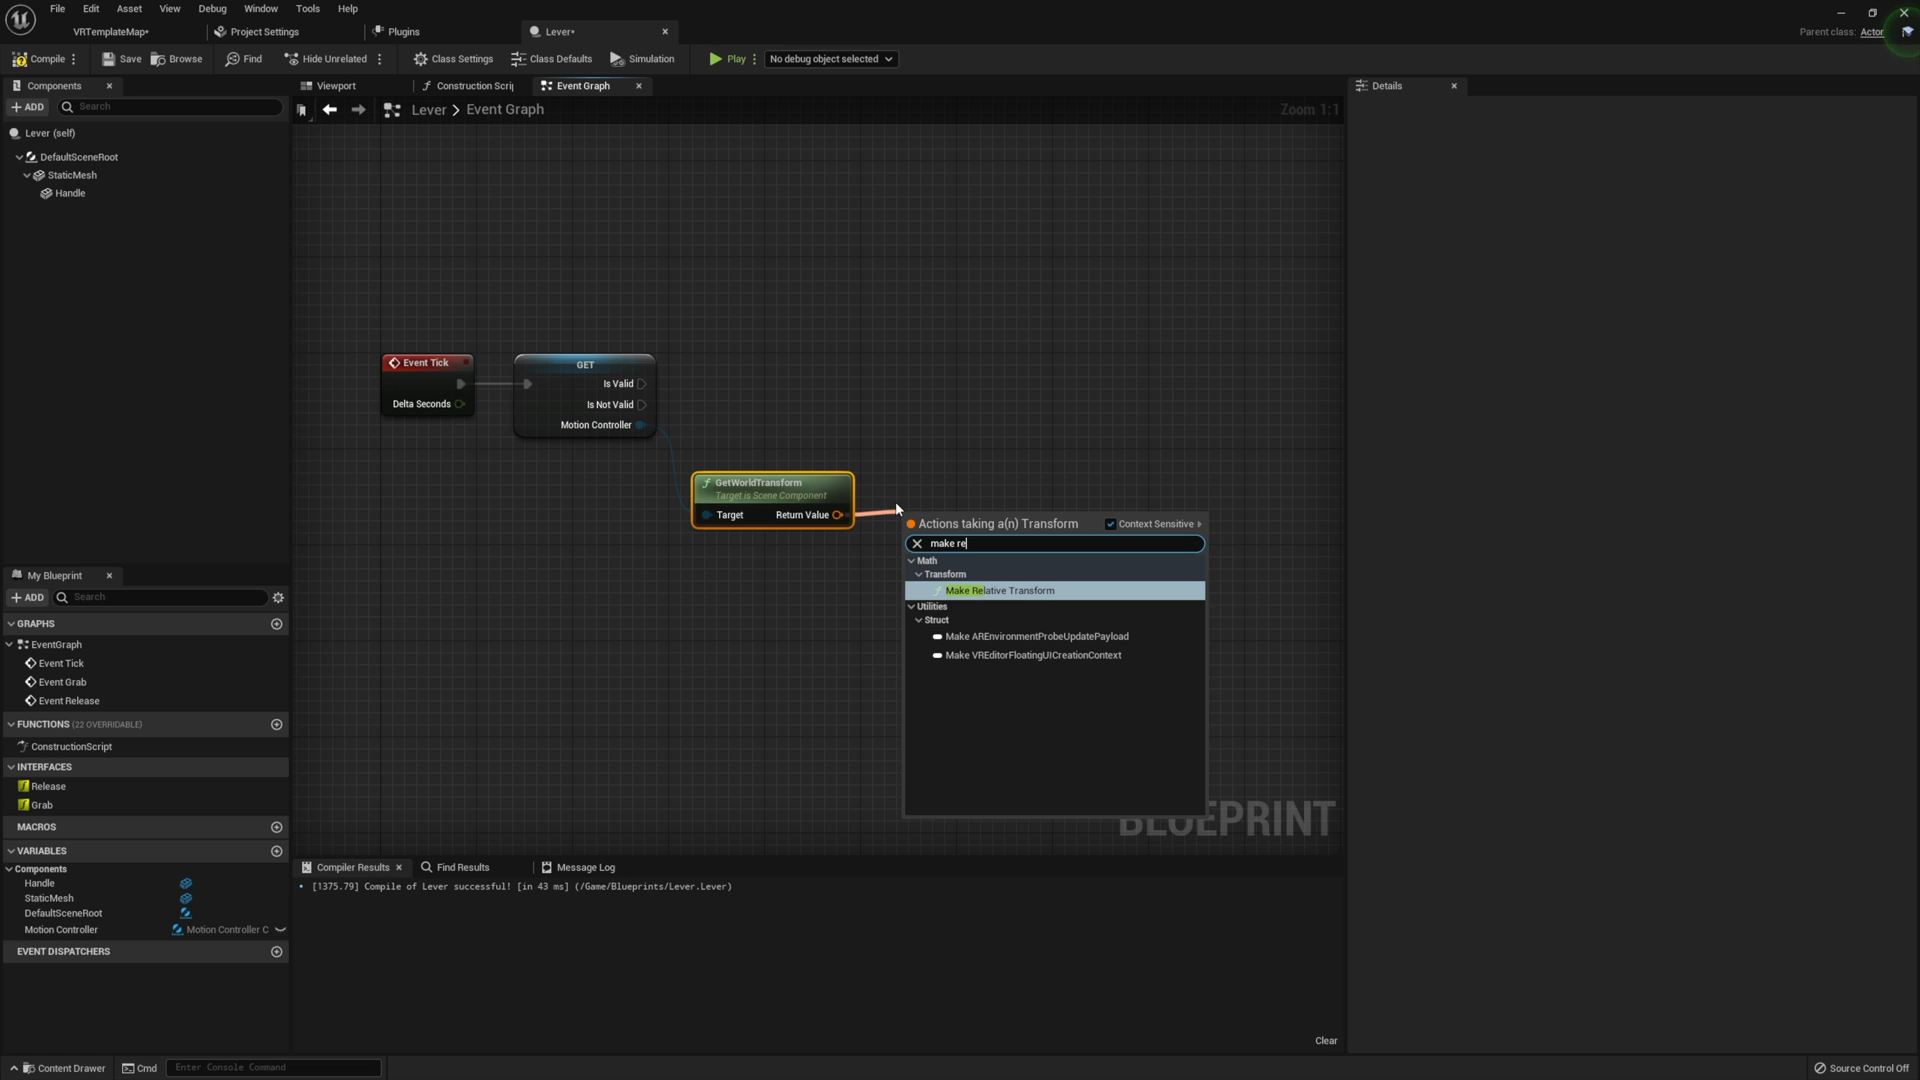 File Edit Asset View Debug Window Tools Help
VRTemplateMap* Project Settings Plugins Lever* Parent class: Actor
Compile Save Browse Find Hide Unrelated Class Settings Class Defaults Simulation Play No debug object selected
Components
ADD Search
Lever (self)
DefaultSceneRoot
StaticMesh
Handle
Viewport Construction Scrip Event Graph
Lever > Event Graph Zoom 1:1
Event Tick
Delta Seconds
GET
Is Valid
Is Not Valid
Motion Controller
GetWorldTransform
Target is Scene Component
Target Return Value
Actions taking a(n) Transform Context Sensitive
make re
Math
Transform
Make Relative Transform
Utilities
Struct
Make AREnvironmentProbeUpdatePayload
Make VREditorFloatingUICreationContext
BLUEPRINT
Details
My Blueprint
ADD Search
GRAPHS
EventGraph
Event Tick
Event Grab
Event Release
FUNCTIONS (22 OVERRIDABLE)
ConstructionScript
INTERFACES
Release
Grab
MACROS
VARIABLES
Components
Handle
StaticMesh
DefaultSceneRoot
Motion Controller Motion Controller C
EVENT DISPATCHERS
Compiler Results Find Results Message Log
[1375.79] Compile of Lever successful! [in 43 ms] (/Game/Blueprints/Lever.Lever)
Clear
Content Drawer Cmd Enter Console Command Source Control Off